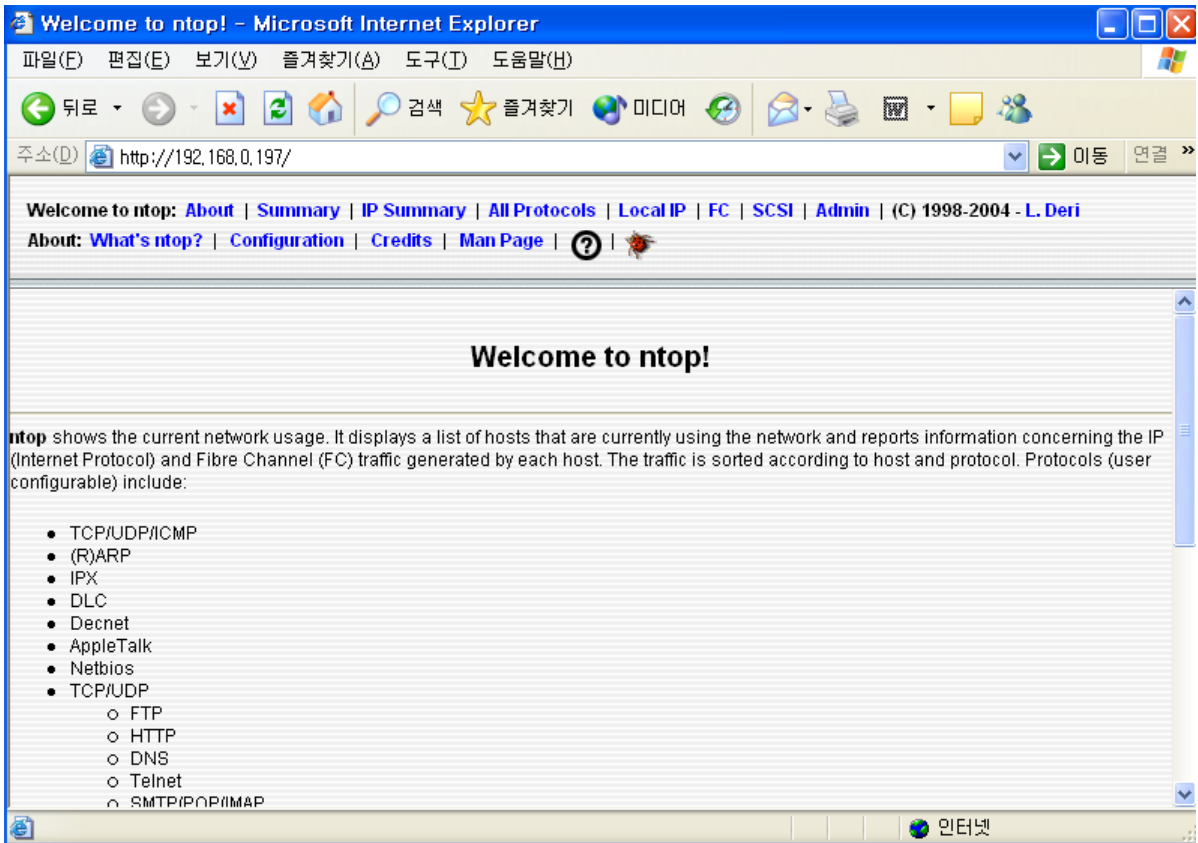 Welcome to ntop! - Microsoft Internet Explorer
파일(F) 편집(E) 보기(V) 즐겨찾기(A) 도구(T) 도움말(H)
뒤로 검색 즐겨찾기 미디어
주소(D) http://192.168.0.197/ 이동 연결 »
Welcome to ntop: About | Summary | IP Summary | All Protocols | Local IP | FC | SCSI | Admin | (C) 1998-2004 - L. Deri
About: What's ntop? | Configuration | Credits | Man Page | ? |
Welcome to ntop!
ntop shows the current network usage. It displays a list of hosts that are currently using the network and reports information concerning the IP
(Internet Protocol) and Fibre Channel (FC) traffic generated by each host. The traffic is sorted according to host and protocol. Protocols (user
configurable) include:
• TCP/UDP/ICMP
• (R)ARP
• IPX
• DLC
• Decnet
• AppleTalk
• Netbios
• TCP/UDP
o FTP
o HTTP
o DNS
o Telnet
o SMTP/POP/IMAP
인터넷